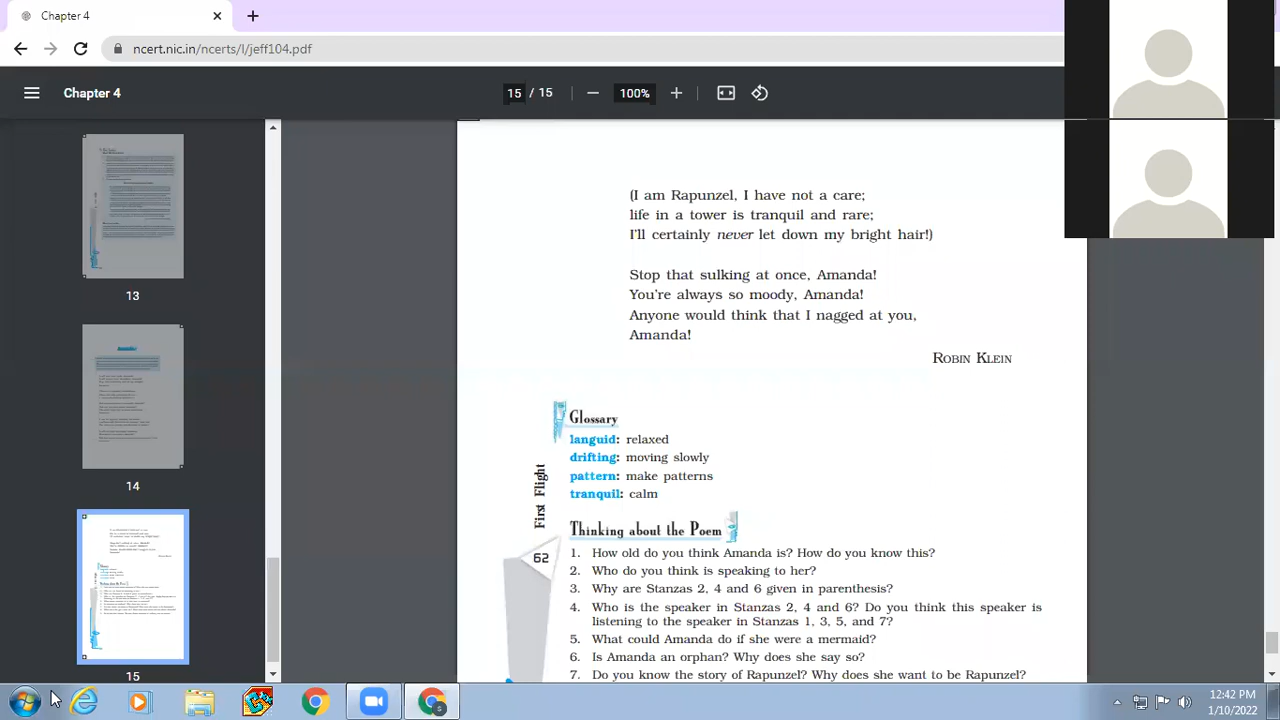 Chapter 4
ncert.nic.in/ncerts/l/jeff104.pdf
Chapter 4
15 / 15
100%
13
14
15
(I am Rapunzel, I have not a care;
life in a tower is tranquil and rare;
I'll certainly never let down my bright hair!)
Stop that sulking at once, Amanda!
You're always so moody, Amanda!
Anyone would think that I nagged at you,
Amanda!
ROBIN KLEIN
Glossary
languid: relaxed
drifting: moving slowly
pattern: make patterns
tranquil: calm
First Flight
62
Thinking about the Poem
1. How old do you think Amanda is? How do you know this?
2. Who do you think is speaking to her?
3. Why are Stanzas 2, 4 and 6 given in parenthesis?
4. Who is the speaker in Stanzas 2, 4 and 6? Do you think this speaker is
listening to the speaker in Stanzas 1, 3, 5, and 7?
5. What could Amanda do if she were a mermaid?
6. Is Amanda an orphan? Why does she say so?
7. Do you know the story of Rapunzel? Why does she want to be Rapunzel?
12:42 PM
1/10/2022